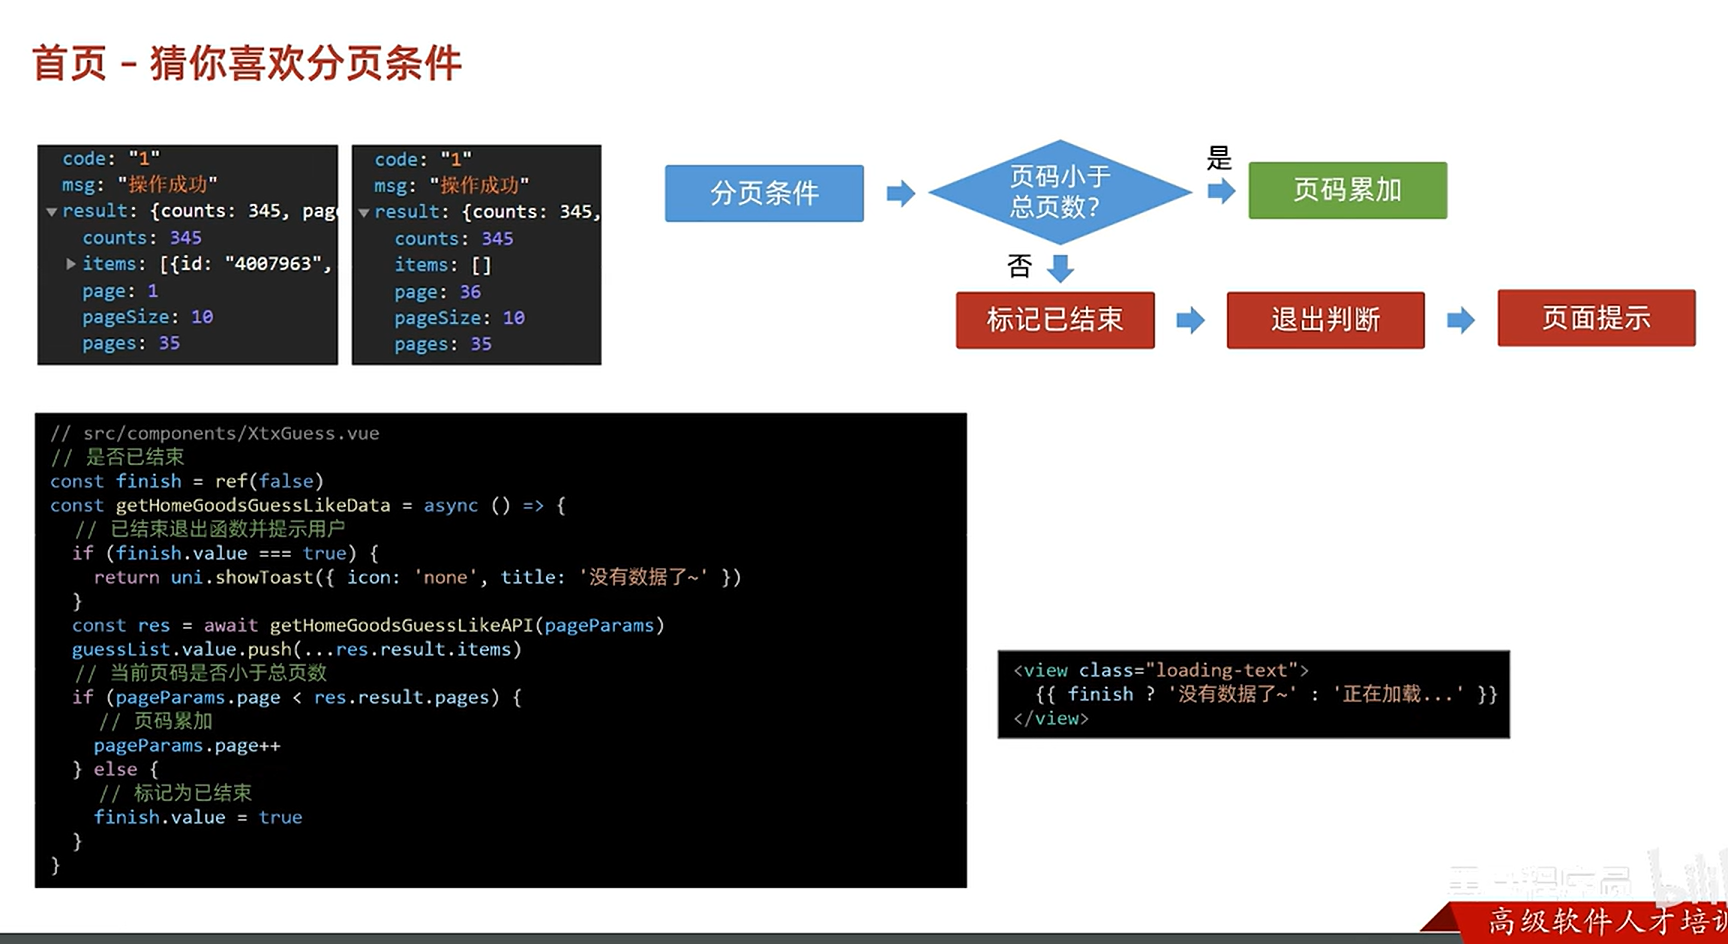 首页 - 猜你喜欢分页条件
code: "1"
msg: "操作成功"
▼result: {counts: 345, pag
counts: 345
▶items: [{id: "4007963",
page: 1
pageSize: 10
pages: 35
code: "1"
msg: "操作成功"
▼result: {counts: 345,
counts: 345
items: []
page: 36
pageSize: 10
pages: 35
分页条件
页码小于
总页数?
是
页码累加
否
标记已结束
退出判断
页面提示
// src/components/XtxGuess.vue
// 是否已结束
const finish = ref(false)
const getHomeGoodsGuessLikeData = async () => {
// 已结束退出函数并提示用户
if (finish.value === true) {
return uni.showToast({ icon: 'none', title: '没有数据了~' })
}
const res = await getHomeGoodsGuessLikeAPI(pageParams)
guessList.value.push(...res.result.items)
// 当前页码是否小于总页数
if (pageParams.page < res.result.pages) {
// 页码累加
pageParams.page++
} else {
// 标记为已结束
finish.value = true
}
}
<view class="loading-text">
{{ finish ? '没有数据了~' : '正在加载...' }}
</view>
高级软件人才培训